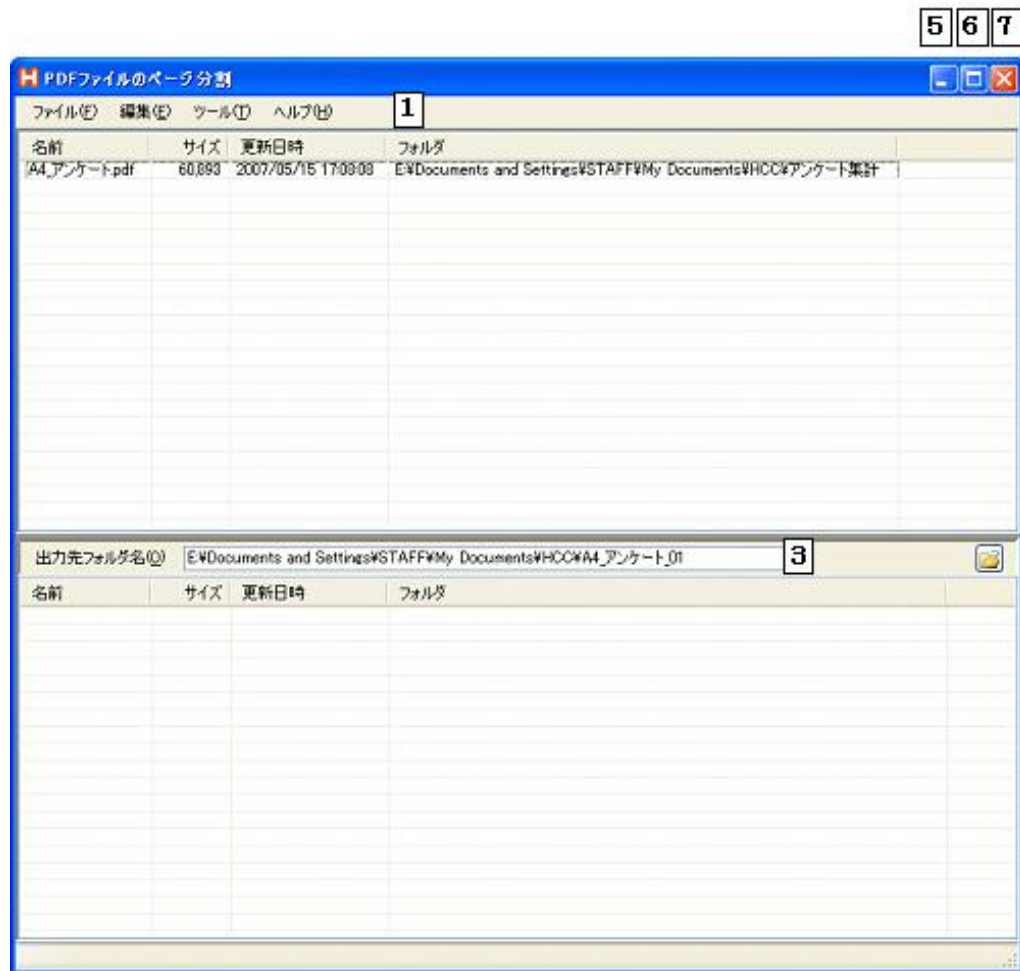 5 6 7
PDFファイルのページ分割
ファイル(F) 編集(E) ツール(T) ヘルプ(H) 1
名前 サイズ 更新日時 フォルダ
A4_アンケート.pdf 60,893 2007/05/15 17:08:08 E:¥Documents and Settings¥STAFF¥My Documents¥HCC¥アンケート集計
出力先フォルダ名(O) E:¥Documents and Settings¥STAFF¥My Documents¥HCC¥A4_アンケート_01 3
名前 サイズ 更新日時 フォルダ